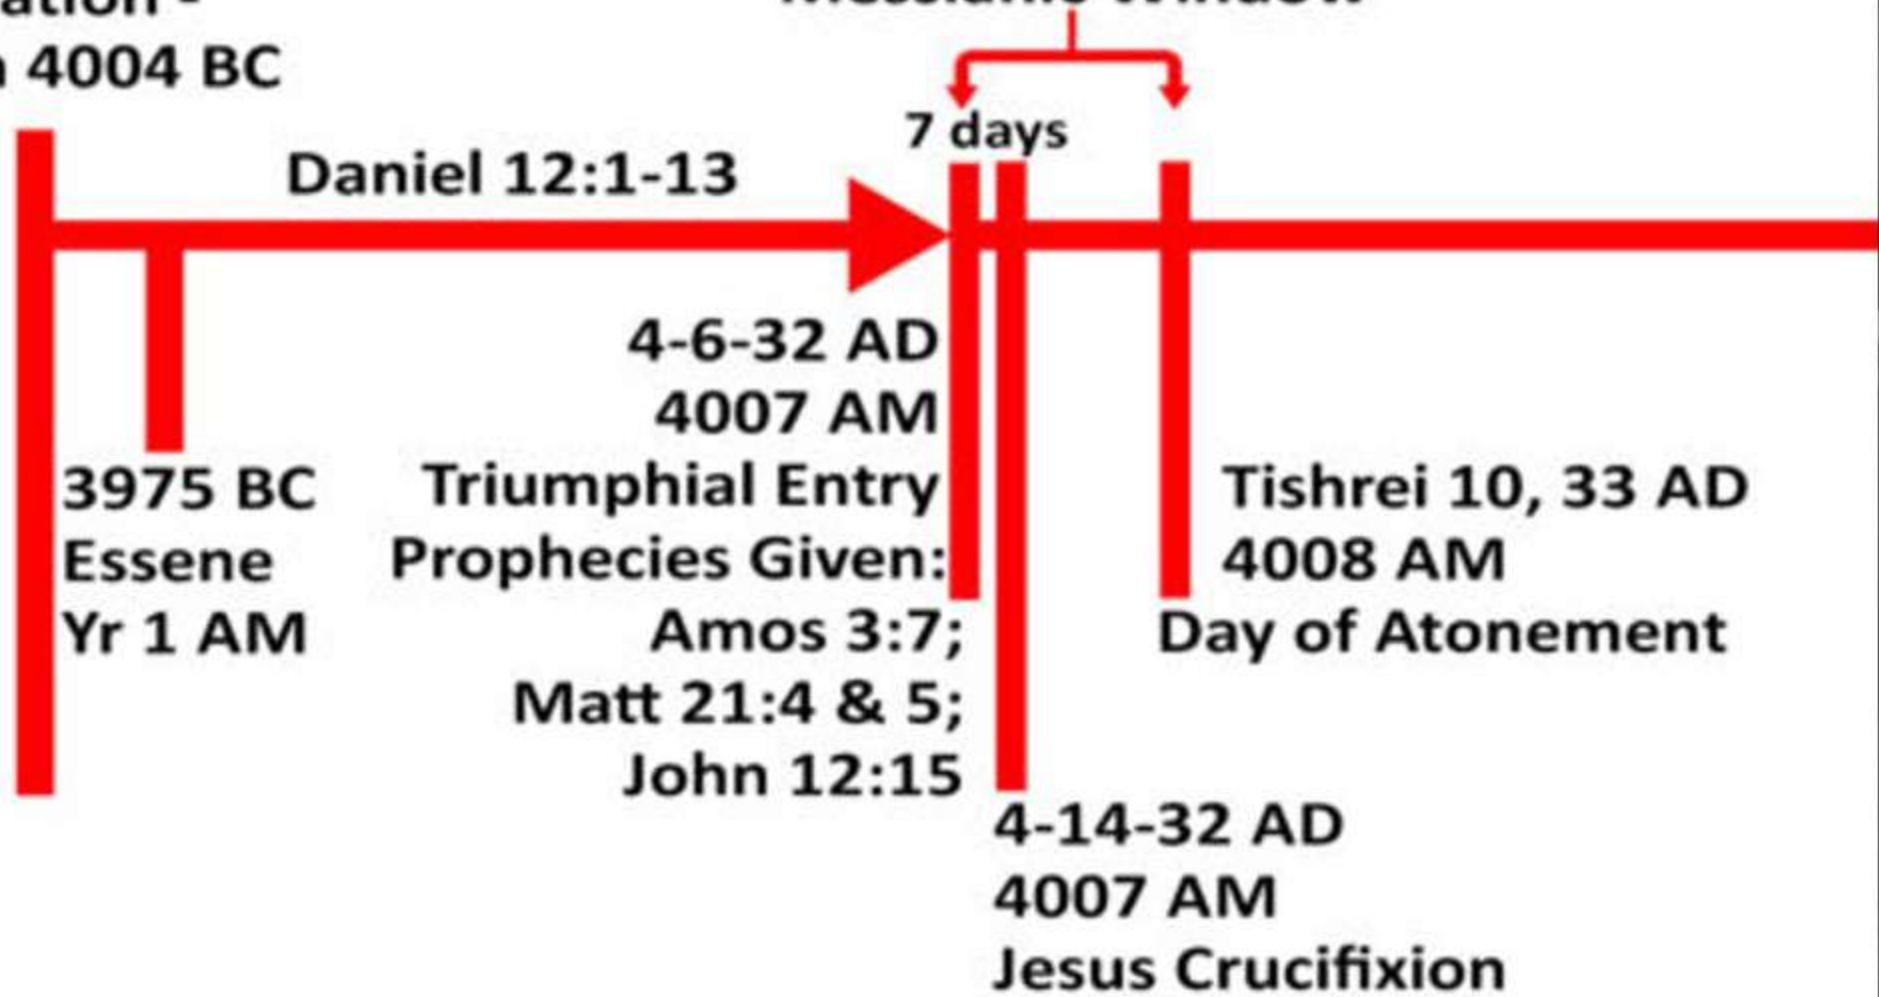 4004 BC
Messianic Window
7 days
Daniel 12:1-13
4-6-32 AD
4007 AM
Triumphial Entry
Prophecies Given:
Amos 3:7;
Matt 21:4 & 5;
John 12:15
3975 BC
Essene
Yr 1 AM
Tishrei 10, 33 AD
4008 AM
Day of Atonement
4-14-32 AD
4007 AM
Jesus Crucifixion